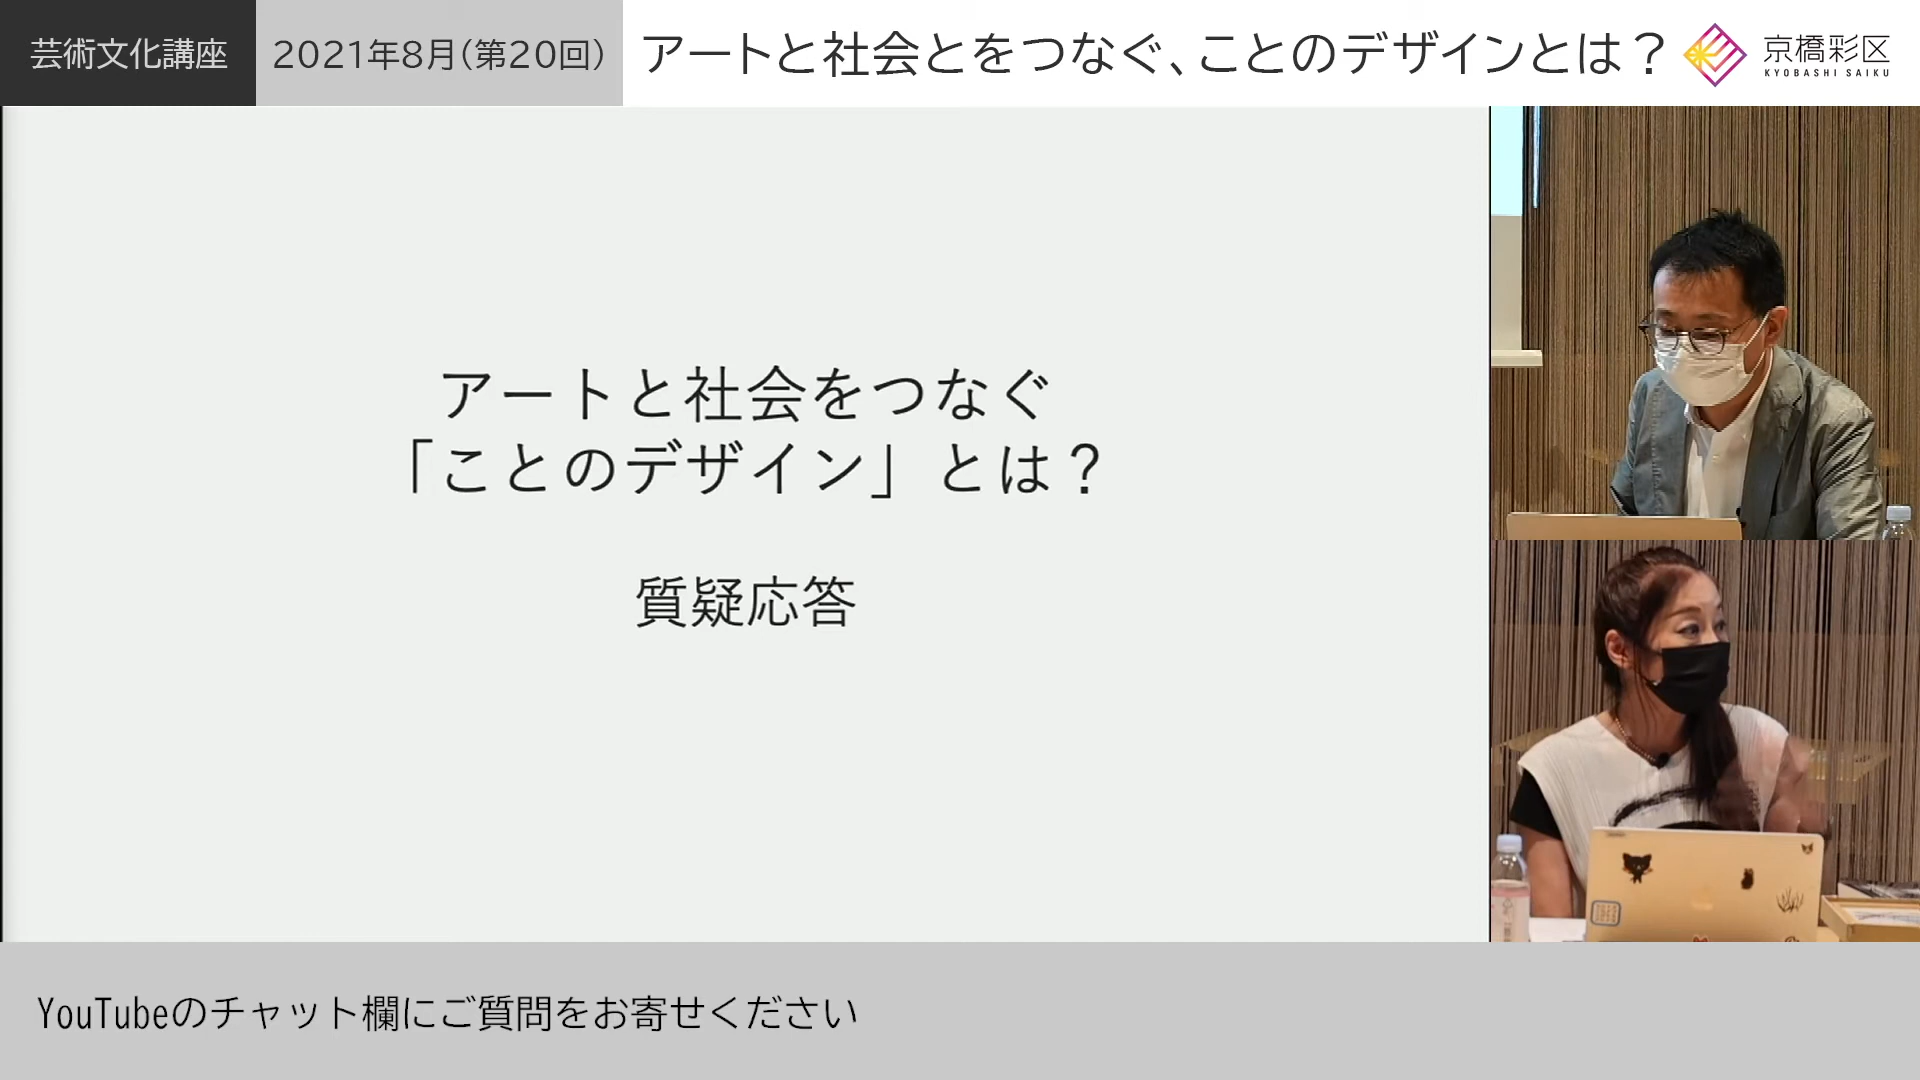 芸術文化講座
2021年8月(第20回)
アートと社会とをつなぐ、ことのデザインとは？
京橋彩区
KYOBASHI SAIKU
アートと社会をつなぐ
「ことのデザイン」とは？
質疑応答
YouTubeのチャット欄にご質問をお寄せください